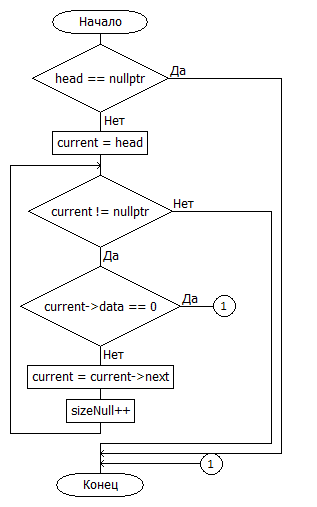 Начало
head == nullptr
Да
Нет
current = head
current != nullptr
Нет
Да
current->data == 0
Да
1
Нет
current = current->next
sizeNull++
1
Конец